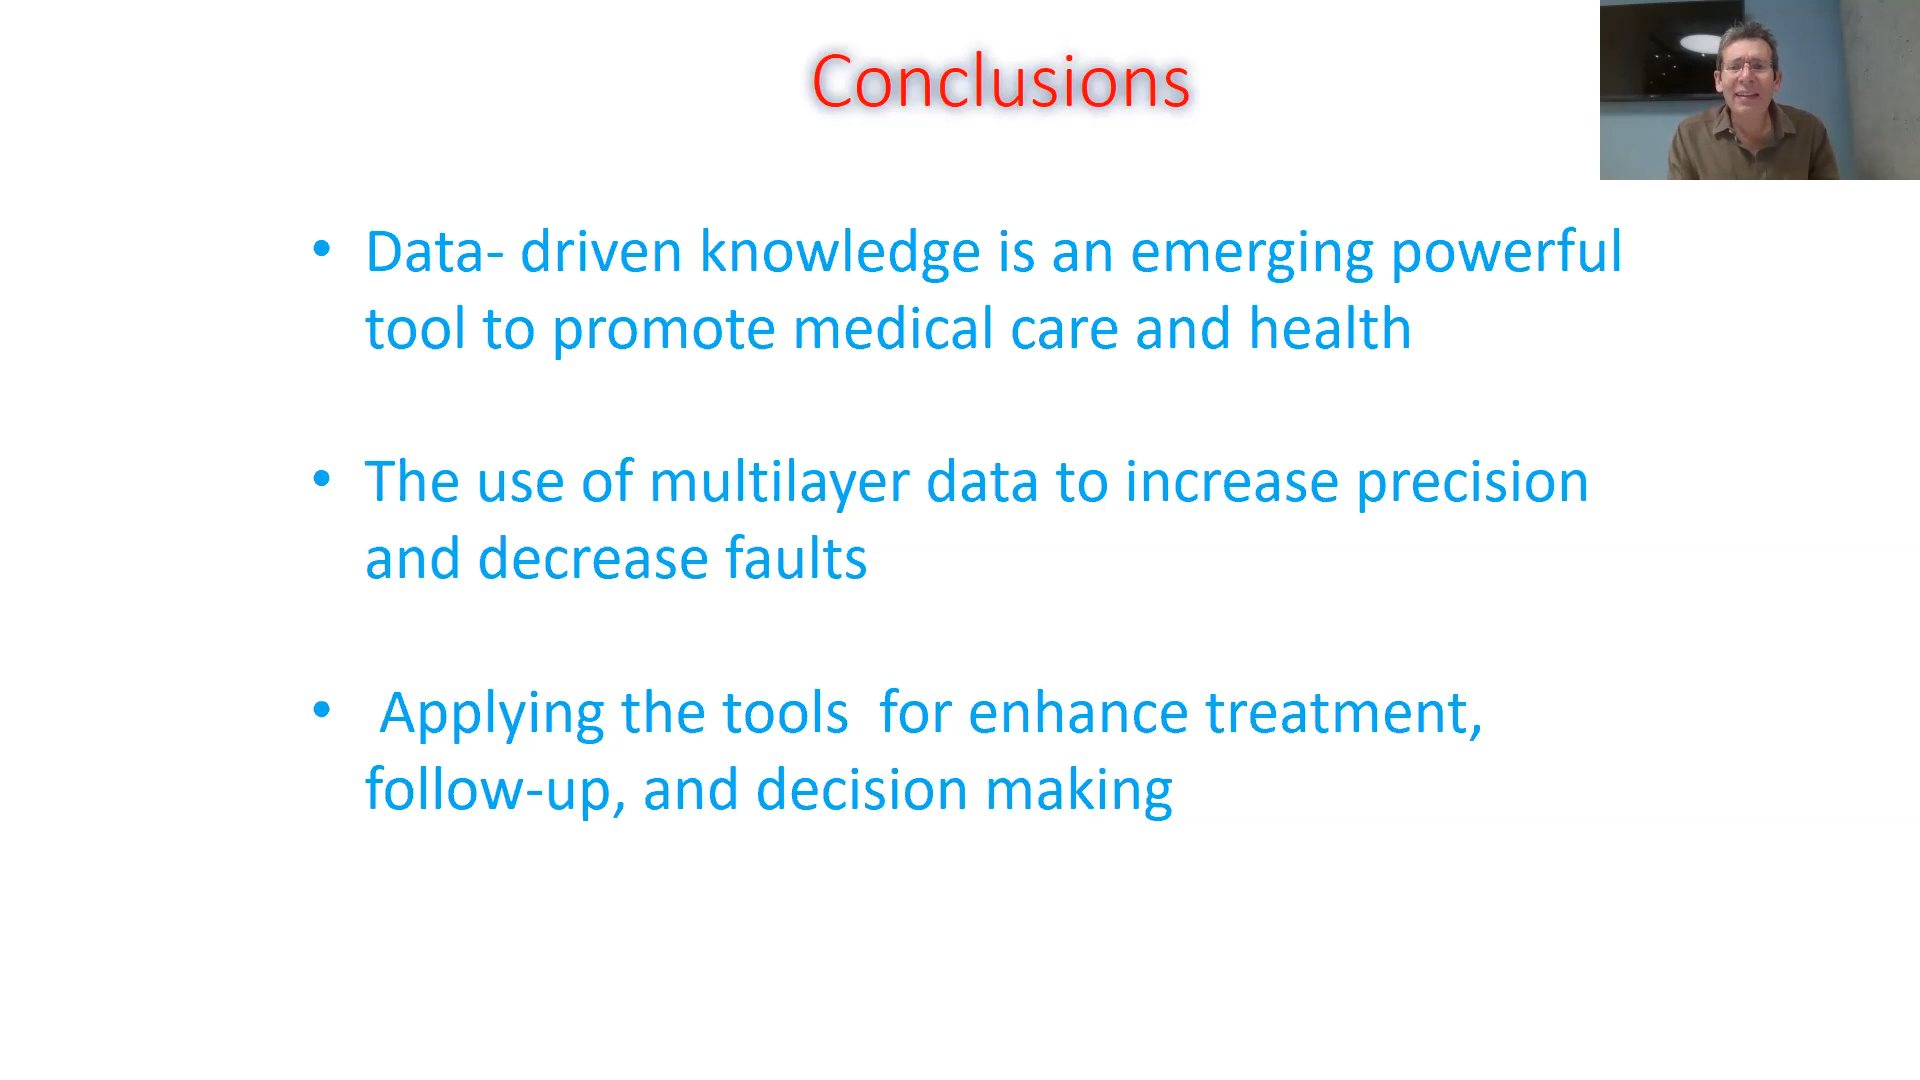 Conclusions
• Data- driven knowledge is an emerging powerful
tool to promote medical care and health
• The use of multilayer data to increase precision
and decrease faults
• Applying the tools  for enhance treatment,
follow-up, and decision making